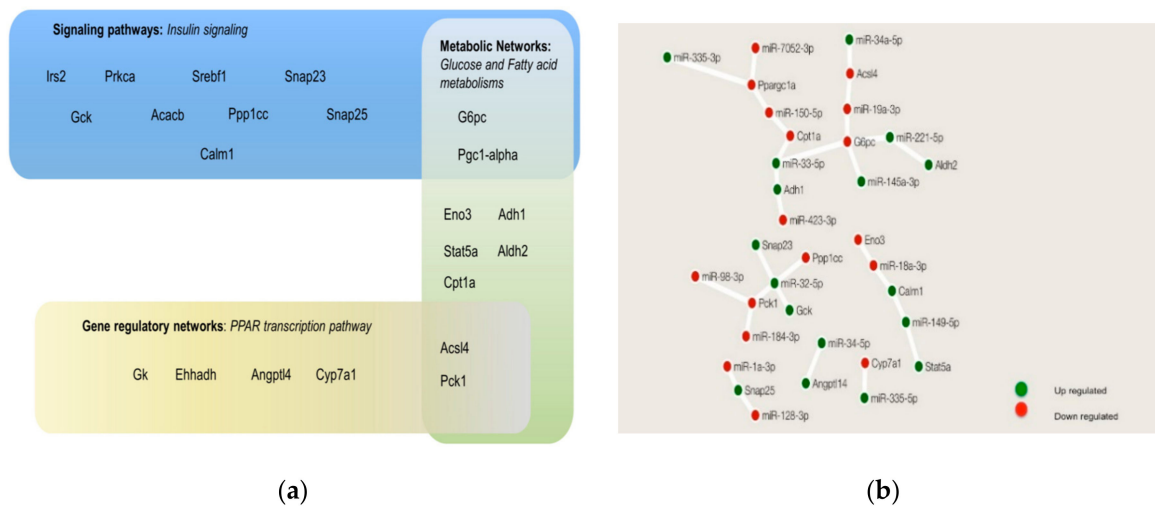 Signaling pathways: Insulin signaling
Metabolic Networks:
Glucose and Fatty acid
metabolisms
Irs2 Prkca Srebf1 Snap23
Gck Acacb Ppp1cc Snap25
Calm1
G6pc
Pgc1-alpha
Eno3 Adh1
Stat5a Aldh2
Cpt1a
Gene regulatory networks: PPAR transcription pathway
Gk Ehhadh Angptl4 Cyp7a1
Acsl4
Pck1
(a)
miR-34a-5p
miR-7052-3p
miR-335-3p
Acsl4
Ppargc1a
miR-19a-3p
miR-150-5p
Cpt1a
G6pc
miR-221-5p
miR-33-5p
Aldh2
miR-145a-3p
Adh1
miR-423-3p
Snap23
Eno3
Ppp1cc
miR-18a-3p
miR-98-3p
miR-32-5p
Calm1
Pck1
Gck
miR-149-5p
miR-184-3p
miR-34-5p
miR-1a-3p
Cyp7a1
Stat5a
Angptl14
Snap25
miR-335-5p
miR-128-3p
Up regulated
Down regulated
(b)